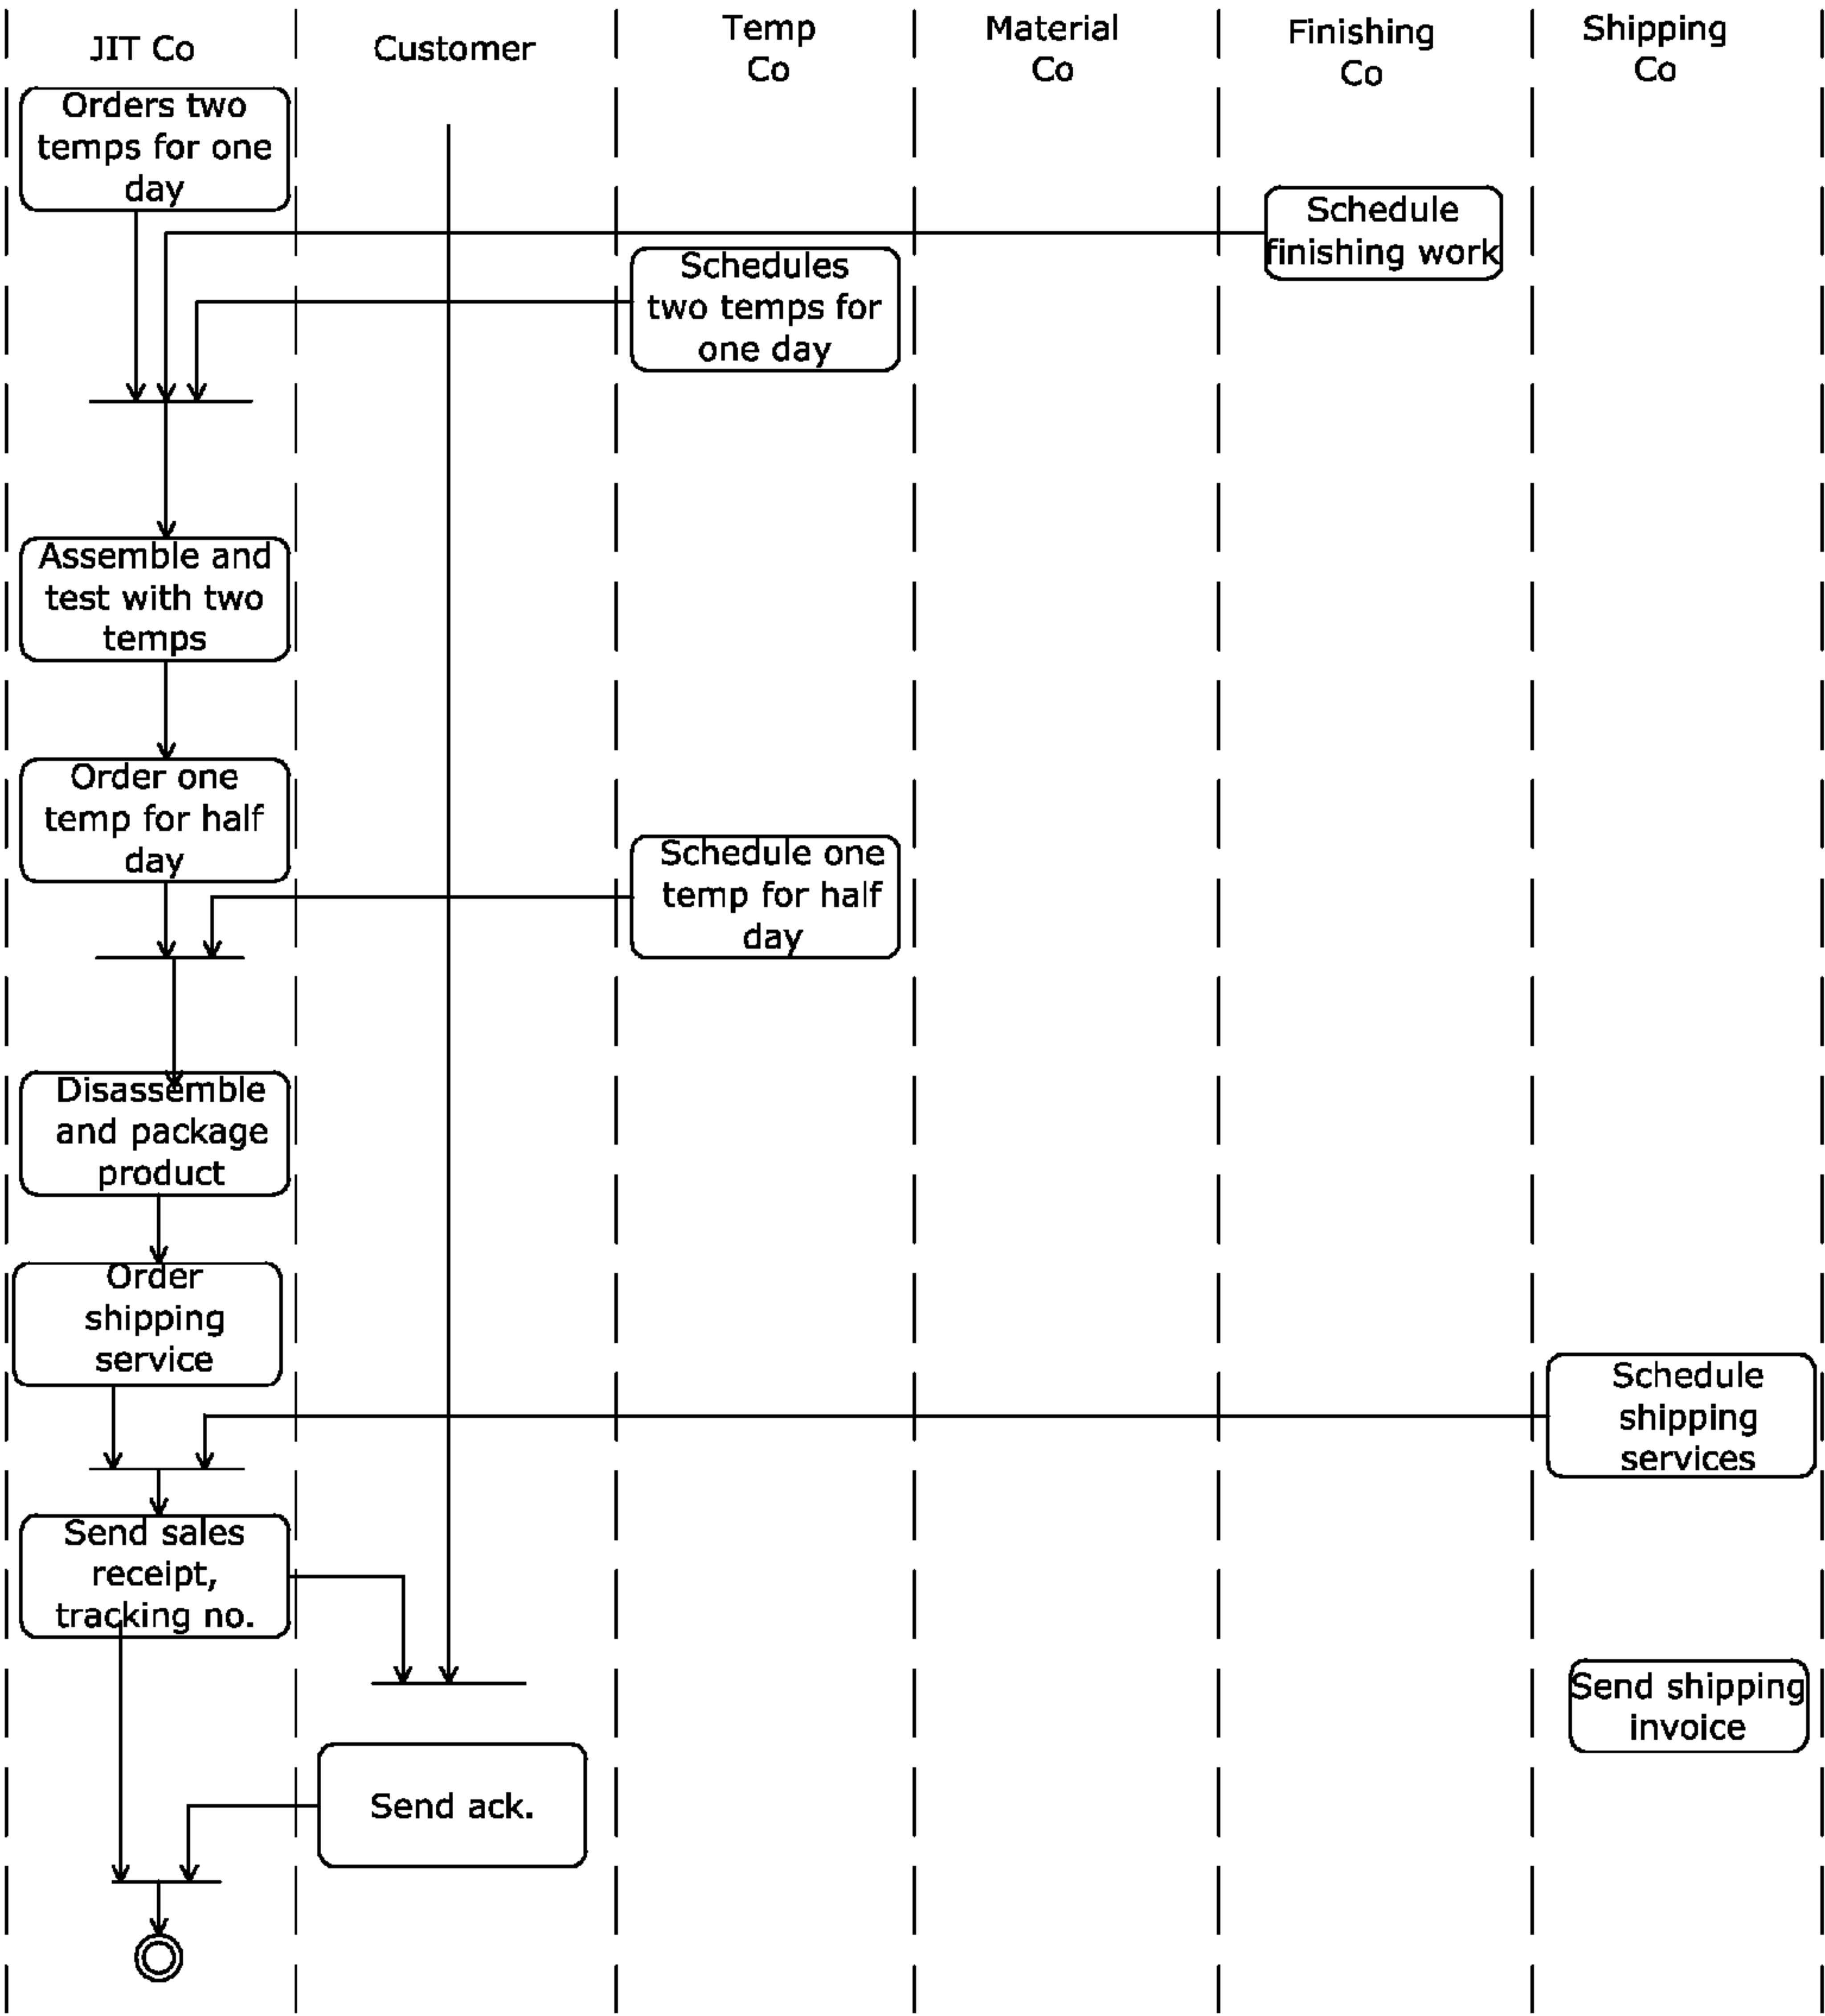 JIT Co
Customer
Temp
Co
Material
Co
Finishing
Co
Shipping
Co
Orders two
temps for one
day
Schedule
finishing work
Schedules
two temps for
one day
Assemble and
test with two
temps
Order one
temp for half
day
Schedule one
temp for half
day
Disassemble
and package
product
Order
shipping
service
Schedule
shipping
services
Send sales
receipt,
tracking no.
Send shipping
invoice
Send ack.